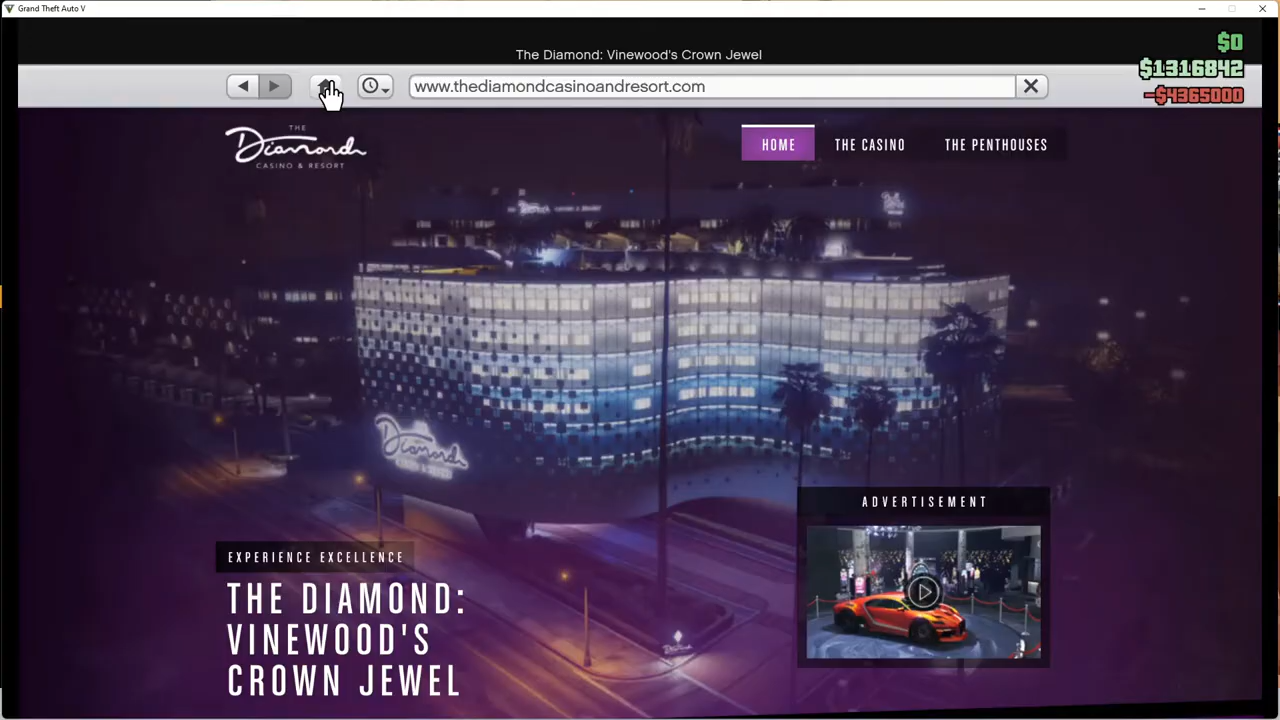 Grand Theft Auto V
The Diamond: Vinewood's Crown Jewel
$0
$1316842
-$4365000
www.thediamondcasinoandresort.com
THE
Diamond
CASINO & RESORT
HOME
THE CASINO
THE PENTHOUSES
Diamond
ADVERTISEMENT
EXPERIENCE EXCELLENCE
THE DIAMOND:
VINEWOOD'S
CROWN JEWEL